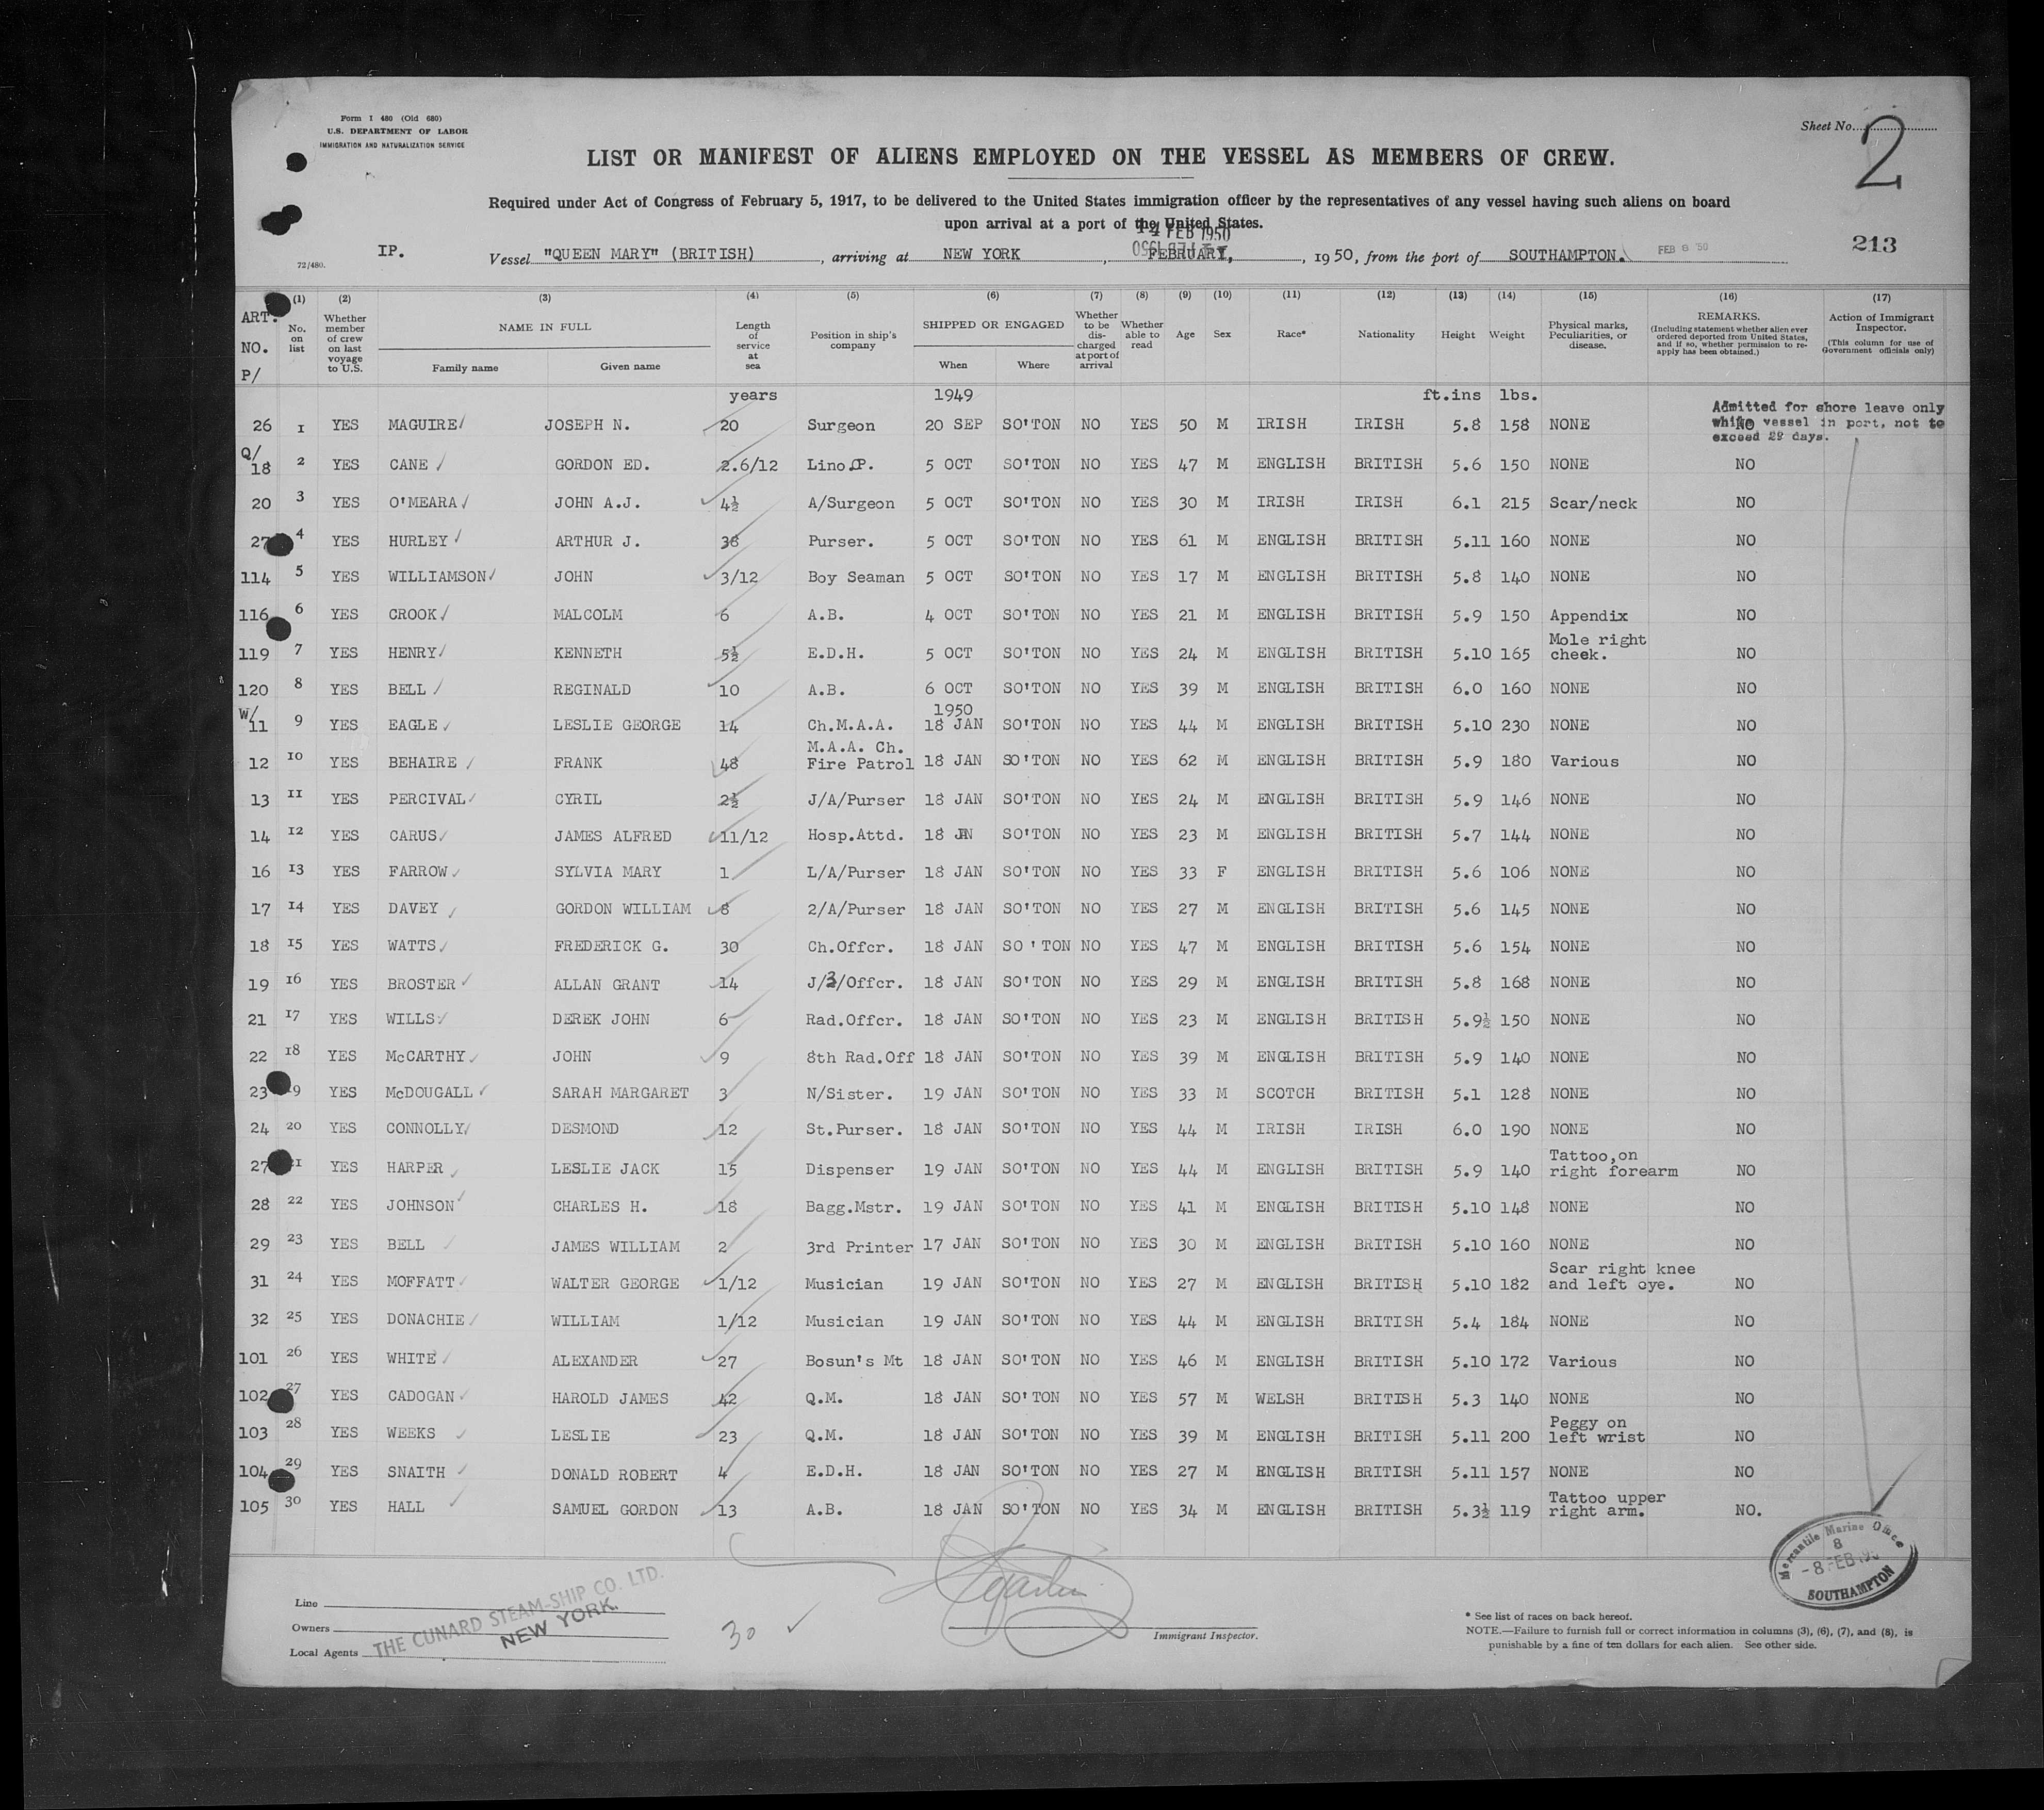 Form I 480 (Old 680)
U.S. DEPARTMENT OF LABOR
IMMIGRATION AND NATURALIZATION SERVICE
Sheet No. 2
LIST OR MANIFEST OF ALIENS EMPLOYED ON THE VESSEL AS MEMBERS OF CREW.
Required under Act of Congress of February 5, 1917, to be delivered to the United States immigration officer by the representatives of any vessel having such aliens on board
upon arrival at a port of the United States.
14 FEB 1950
213
72/480. IP. Vessel "QUEEN MARY" (BRITISH), arriving at NEW YORK, FEBRUARY, 1950, from the port of SOUTHAMPTON. FEB 8 '50
ART. NO. P/
(1) No. on list
(2) Whether member of crew on last voyage to U.S.
(3) NAME IN FULL Family name Given name
(4) Length of service at sea
(5) Position in ship's company
(6) SHIPPED OR ENGAGED When Where
(7) Whether to be discharged at port of arrival
(8) Whether able to read
(9) Age
(10) Sex
(11) Race*
(12) Nationality
(13) Height
(14) Weight
(15) Physical marks, Peculiarities, or disease.
(16) REMARKS. (Including statement whether alien ever ordered deported from United States, and if so, whether permission to re-apply has been obtained.)
(17) Action of Immigrant Inspector. (This column for use of Government officials only)
years 1949 ft.ins lbs.
Admitted for shore leave only
while vessel in port, not to
exceed 29 days.
26 1 YES MAGUIRE JOSEPH N. 20 Surgeon 20 SEP SO'TON NO YES 50 M IRISH IRISH 5.8 158 NONE NO
Q/
18 2 YES CANE GORDON ED. 2.6/12 Lino.OP. 5 OCT SO'TON NO YES 47 M ENGLISH BRITISH 5.6 150 NONE NO
20 3 YES O'MEARA JOHN A.J. 4½ A/Surgeon 5 OCT SO'TON NO YES 30 M IRISH IRISH 6.1 215 Scar/neck NO
27 4 YES HURLEY ARTHUR J. 38 Purser. 5 OCT SO'TON NO YES 61 M ENGLISH BRITISH 5.11 160 NONE NO
114 5 YES WILLIAMSON JOHN 3/12 Boy Seaman 5 OCT SO'TON NO YES 17 M ENGLISH BRITISH 5.8 140 NONE NO
116 6 YES CROOK MALCOLM 6 A.B. 4 OCT SO'TON NO YES 21 M ENGLISH BRITISH 5.9 150 Appendix NO
119 7 YES HENRY KENNETH 5½ E.D.H. 5 OCT SO'TON NO YES 24 M ENGLISH BRITISH 5.10 165 Mole right cheek. NO
120 8 YES BELL REGINALD 10 A.B. 6 OCT SO'TON NO YES 39 M ENGLISH BRITISH 6.0 160 NONE NO
W/ 1950
11 9 YES EAGLE LESLIE GEORGE 14 Ch.M.A.A. 18 JAN SO'TON NO YES 44 M ENGLISH BRITISH 5.10 230 NONE NO
12 10 YES BEHAIRE FRANK 48 M.A.A. Ch. Fire Patrol 18 JAN SO'TON NO YES 62 M ENGLISH BRITISH 5.9 180 Various NO
13 11 YES PERCIVAL CYRIL 2½ J/A/Purser 18 JAN SO'TON NO YES 24 M ENGLISH BRITISH 5.9 146 NONE NO
14 12 YES CARUS JAMES ALFRED 11/12 Hosp.Attd. 18 JAN SO'TON NO YES 23 M ENGLISH BRITISH 5.7 144 NONE NO
16 13 YES FARROW SYLVIA MARY 1 L/A/Purser 18 JAN SO'TON NO YES 33 F ENGLISH BRITISH 5.6 106 NONE NO
17 14 YES DAVEY GORDON WILLIAM 8 2/A/Purser 18 JAN SO'TON NO YES 27 M ENGLISH BRITISH 5.6 145 NONE NO
18 15 YES WATTS FREDERICK G. 30 Ch.Offcr. 18 JAN SO'TON NO YES 47 M ENGLISH BRITISH 5.6 154 NONE NO
19 16 YES BROSTER ALLAN GRANT 14 J/3/Offcr. 18 JAN SO'TON NO YES 29 M ENGLISH BRITISH 5.8 168 NONE NO
21 17 YES WILLS DEREK JOHN 6 Rad.Offcr. 18 JAN SO'TON NO YES 23 M ENGLISH BRITISH 5.9½ 150 NONE NO
22 18 YES McCARTHY JOHN 9 8th Rad.Off 18 JAN SO'TON NO YES 39 M ENGLISH BRITISH 5.9 140 NONE NO
23 19 YES McDOUGALL SARAH MARGARET 3 N/Sister. 19 JAN SO'TON NO YES 33 M SCOTCH BRITISH 5.1 128 NONE NO
24 20 YES CONNOLLY DESMOND 12 St.Purser. 18 JAN SO'TON NO YES 44 M IRISH IRISH 6.0 190 NONE NO
27 21 YES HARPER LESLIE JACK 15 Dispenser 19 JAN SO'TON NO YES 44 M ENGLISH BRITISH 5.9 140 Tattoo,on right forearm NO
28 22 YES JOHNSON CHARLES H. 18 Bagg.Mstr. 19 JAN SO'TON NO YES 41 M ENGLISH BRITISH 5.10 148 NONE NO
29 23 YES BELL JAMES WILLIAM 2 3rd Printer 17 JAN SO'TON NO YES 30 M ENGLISH BRITISH 5.10 160 NONE NO
31 24 YES MOFFATT WALTER GEORGE 1/12 Musician 19 JAN SO'TON NO YES 27 M ENGLISH BRITISH 5.10 182 Scar right knee and left eye. NO
32 25 YES DONACHIE WILLIAM 1/12 Musician 19 JAN SO'TON NO YES 44 M ENGLISH BRITISH 5.4 184 NONE NO
101 26 YES WHITE ALEXANDER 27 Bosun's Mt 18 JAN SO'TON NO YES 46 M ENGLISH BRITISH 5.10 172 Various NO
102 27 YES CADOGAN HAROLD JAMES 42 Q.M. 18 JAN SO'TON NO YES 57 M WELSH BRITISH 5.3 140 NONE NO
103 28 YES WEEKS LESLIE 23 Q.M. 18 JAN SO'TON NO YES 39 M ENGLISH BRITISH 5.11 200 Peggy on left wrist NO
104 29 YES SNAITH DONALD ROBERT 4 E.D.H. 18 JAN SO'TON NO YES 27 M ENGLISH BRITISH 5.11 157 NONE NO
105 30 YES HALL SAMUEL GORDON 13 A.B. 18 JAN SO'TON NO YES 34 M ENGLISH BRITISH 5.3½ 119 Tattoo upper right arm. NO.
Mercantile Marine Office
8
-8 FEB 195
SOUTHAMPTON
Line
Owners
Local Agents
THE CUNARD STEAM-SHIP CO. LTD.
NEW YORK.
30
Immigrant Inspector.
* See list of races on back hereof.
NOTE.—Failure to furnish full or correct information in columns (3), (6), (7), and (8), is
punishable by a fine of ten dollars for each alien. See other side.